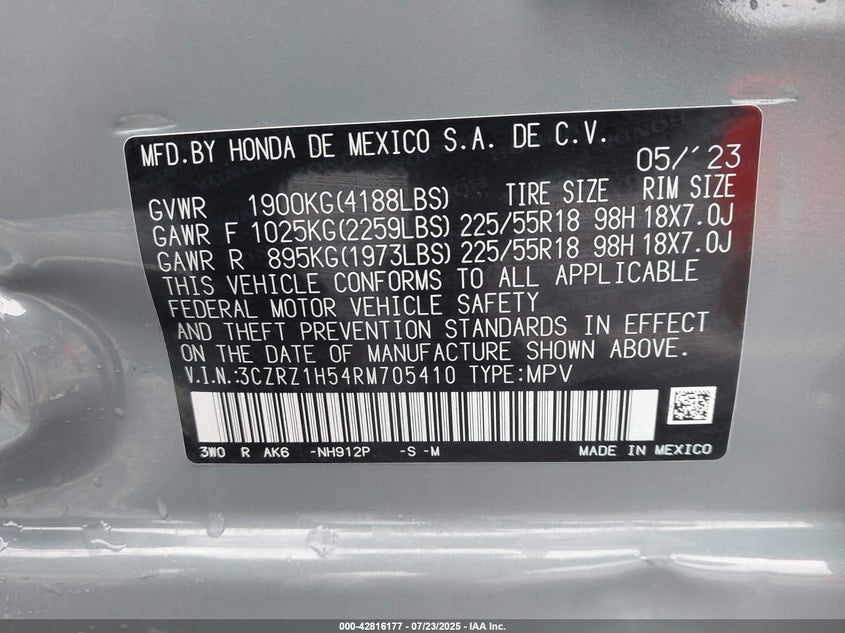 MFD.BY HONDA DE MEXICO S.A. DE C.V.
05/'23
GVWR 1900KG(4188LBS) TIRE SIZE RIM SIZE
GAWR F 1025KG(2259LBS) 225/55R18 98H 18X7.0J
GAWR R 895KG(1973LBS) 225/55R18 98H 18X7.0J
THIS VEHICLE CONFORMS TO ALL APPLICABLE
FEDERAL MOTOR VEHICLE SAFETY
AND THEFT PREVENTION STANDARDS IN EFFECT
ON THE DATE OF MANUFACTURE SHOWN ABOVE.
V.I.N.:3CZRZ1H54RM705410 TYPE:MPV
3W0 R AK6 -NH912P -S -M MADE IN MEXICO
000-42816177 - 07/23/2025 - IAA Inc.